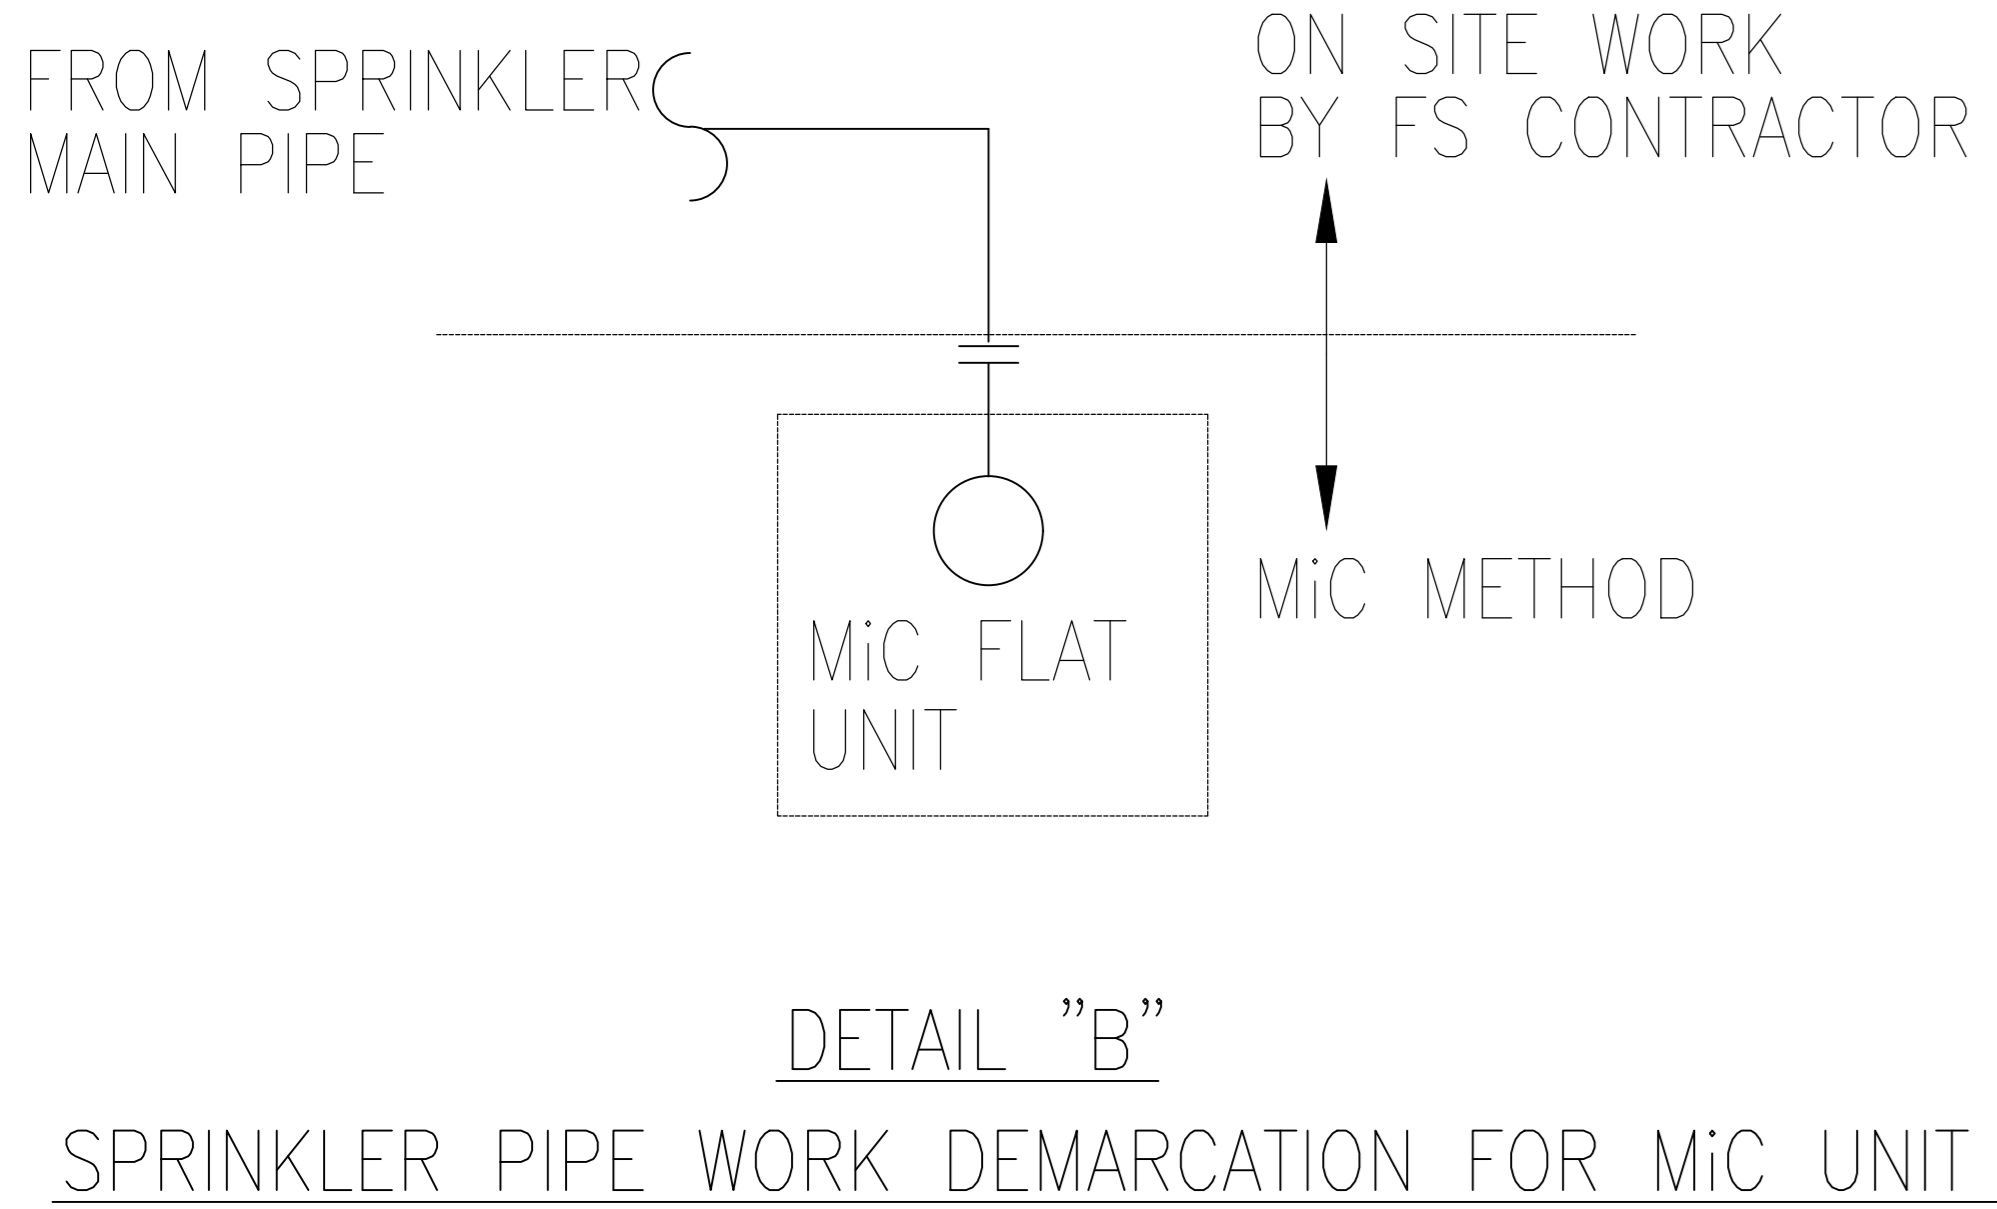 FROM SPRINKLER
MAIN PIPE
ON SITE WORK
BY FS CONTRACTOR
MiC METHOD
MiC FLAT
UNIT
DETAIL ”B”
SPRINKLER PIPE WORK DEMARCATION FOR MiC UNIT